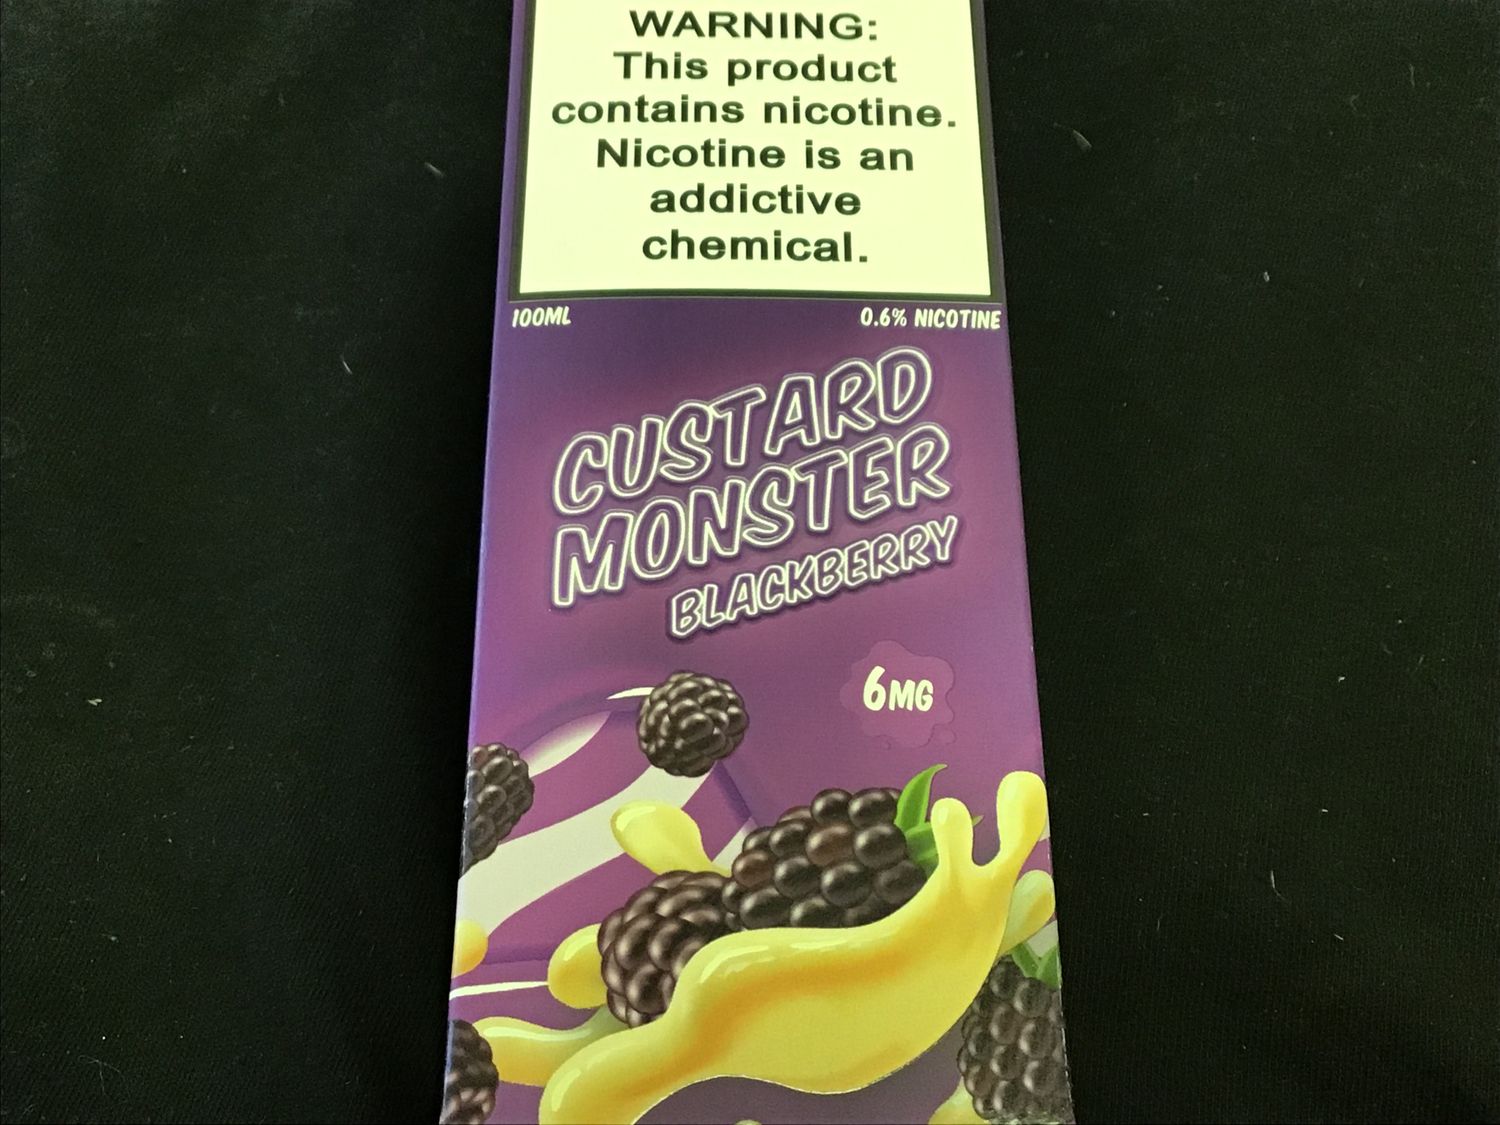 WARNING:
This product
contains nicotine.
Nicotine is an
addictive
chemical.
100ML
0.6% NICOTINE
CUSTARD
MONSTER
BLACKBERRY
6MG